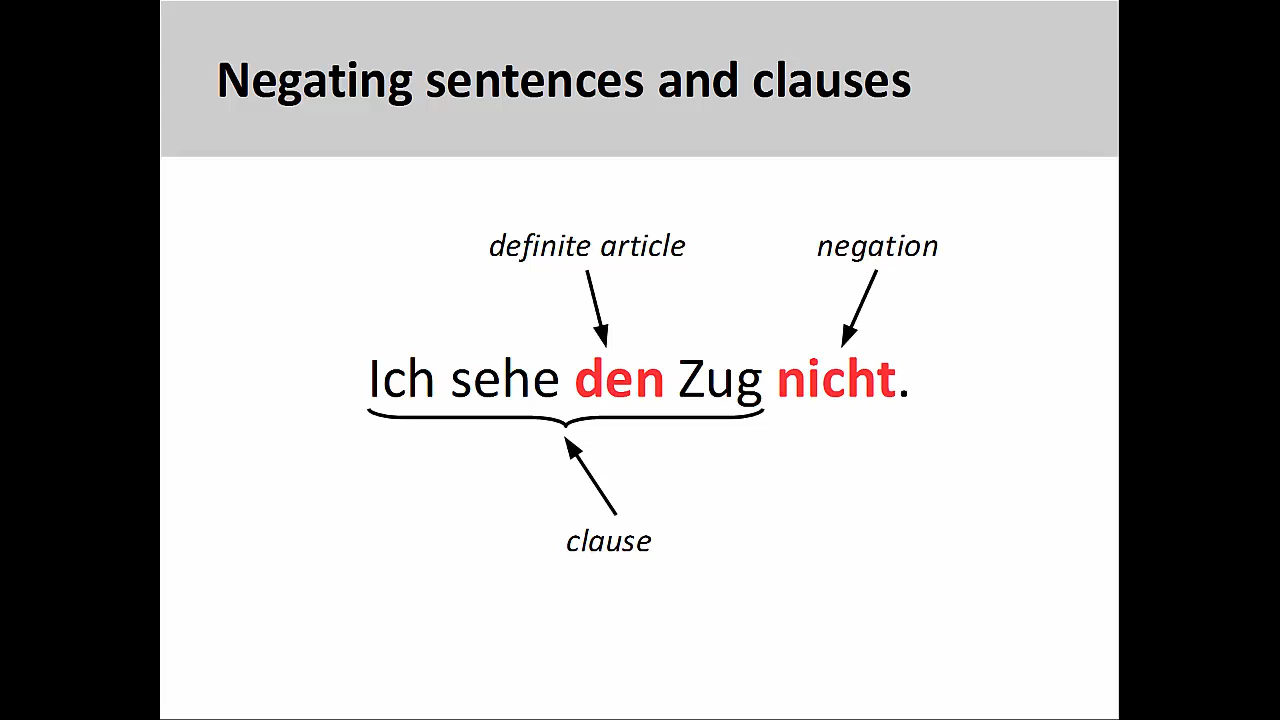 Negating sentences and clauses
definite article
negation
Ich sehe den Zug nicht.
clause